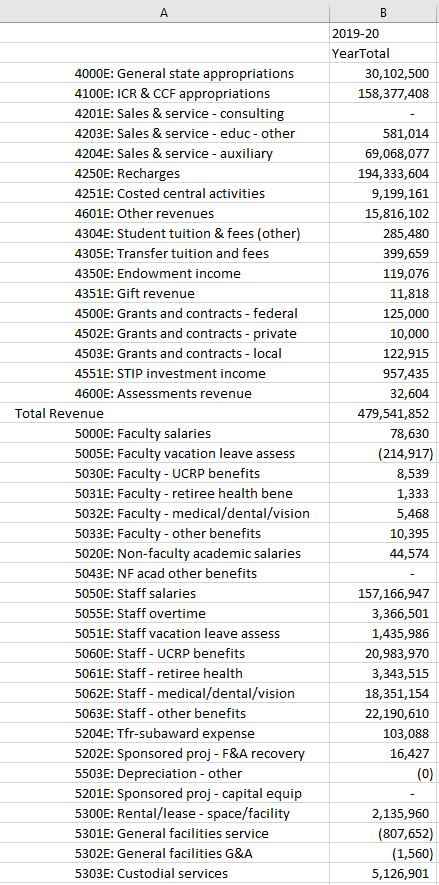 A B
2019-20
YearTotal
4000E: General state appropriations 30,102,500
4100E: ICR & CCF appropriations 158,377,408
4201E: Sales & service - consulting -
4203E: Sales & service - educ - other 581,014
4204E: Sales & service - auxiliary 69,068,077
4250E: Recharges 194,333,604
4251E: Costed central activities 9,199,161
4601E: Other revenues 15,816,102
4304E: Student tuition & fees (other) 285,480
4305E: Transfer tuition and fees 399,659
4350E: Endowment income 119,076
4351E: Gift revenue 11,818
4500E: Grants and contracts - federal 125,000
4502E: Grants and contracts - private 10,000
4503E: Grants and contracts - local 122,915
4551E: STIP investment income 957,435
4600E: Assessments revenue 32,604
Total Revenue 479,541,852
5000E: Faculty salaries 78,630
5005E: Faculty vacation leave assess (214,917)
5030E: Faculty - UCRP benefits 8,539
5031E: Faculty - retiree health bene 1,333
5032E: Faculty - medical/dental/vision 5,468
5033E: Faculty - other benefits 10,395
5020E: Non-faculty academic salaries 44,574
5043E: NF acad other benefits -
5050E: Staff salaries 157,166,947
5055E: Staff overtime 3,366,501
5051E: Staff vacation leave assess 1,435,986
5060E: Staff - UCRP benefits 20,983,970
5061E: Staff - retiree health 3,343,515
5062E: Staff - medical/dental/vision 18,351,154
5063E: Staff - other benefits 22,190,610
5204E: Tfr-subaward expense 103,088
5202E: Sponsored proj - F&A recovery 16,427
5503E: Depreciation - other (0)
5201E: Sponsored proj - capital equip -
5300E: Rental/lease - space/facility 2,135,960
5301E: General facilities service (807,652)
5302E: General facilities G&A (1,560)
5303E: Custodial services 5,126,901